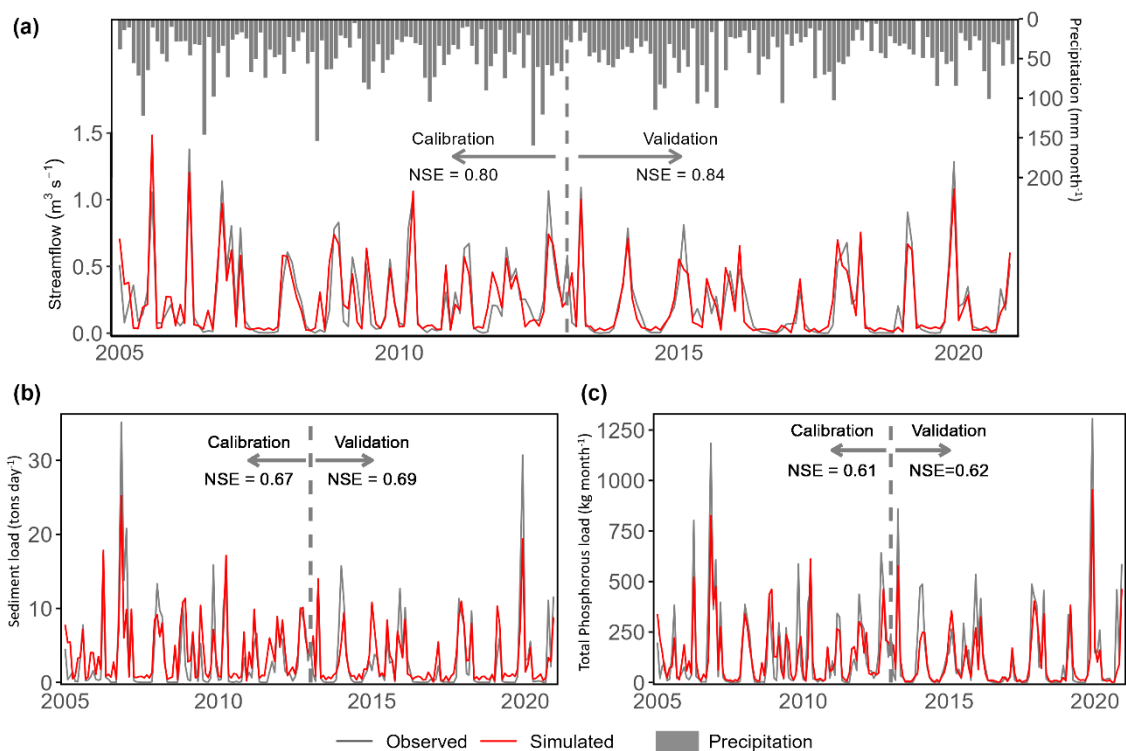 (a)
0
50
100
150
200
Precipitation (mm month⁻¹)
1.5
1.0
0.5
0.0
Streamflow (m³ s⁻¹)
Calibration
NSE = 0.80
Validation
NSE = 0.84
2005
2010
2015
2020
(b)
30
20
10
0
Sediment load (tons day⁻¹)
Calibration
NSE = 0.67
Validation
NSE = 0.69
2005
2010
2015
2020
(c)
1250
1000
750
500
250
0
Total Phosphorous load (kg month⁻¹)
Calibration
NSE = 0.61
Validation
NSE=0.62
2005
2010
2015
2020
Observed
Simulated
Precipitation